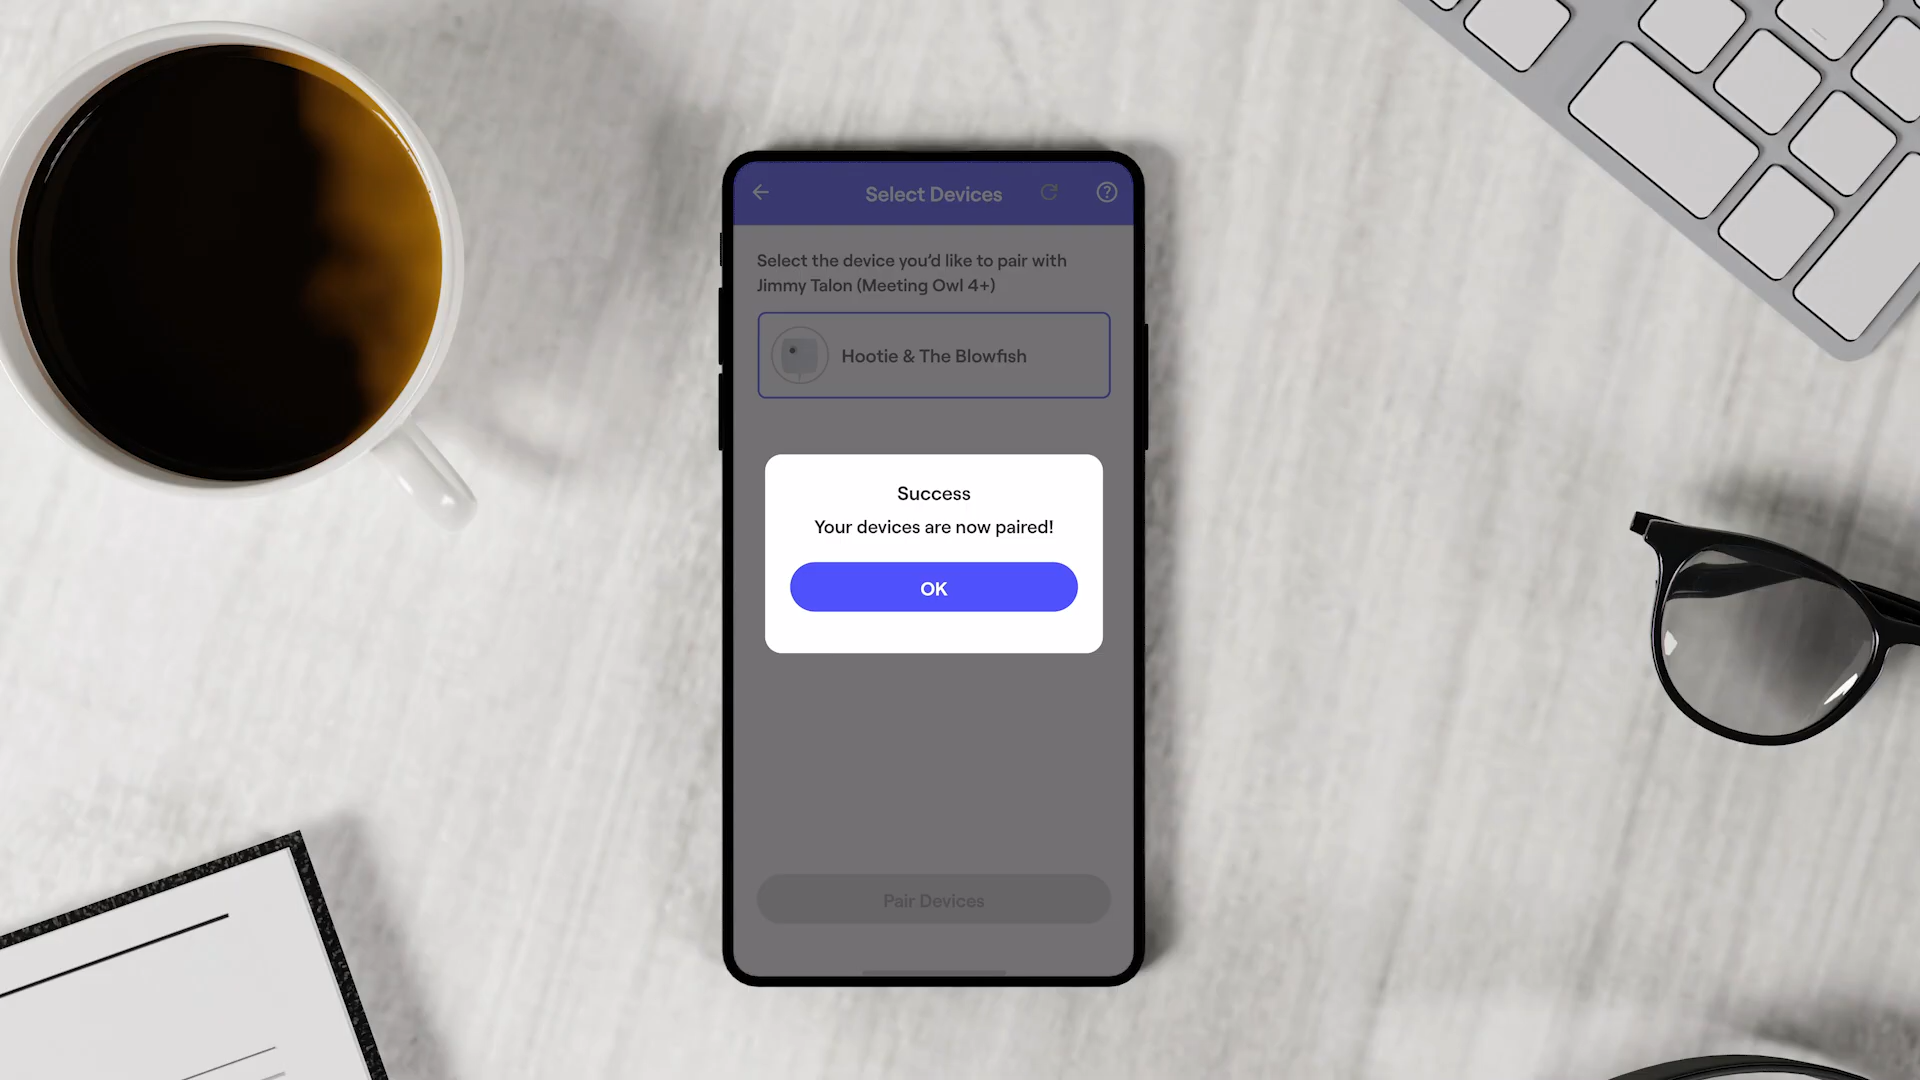 Select Devices
Select the device you’d like to pair with
Jimmy Talon (Meeting Owl 4+)
Hootie & The Blowfish
Success
Your devices are now paired!
OK
Pair Devices